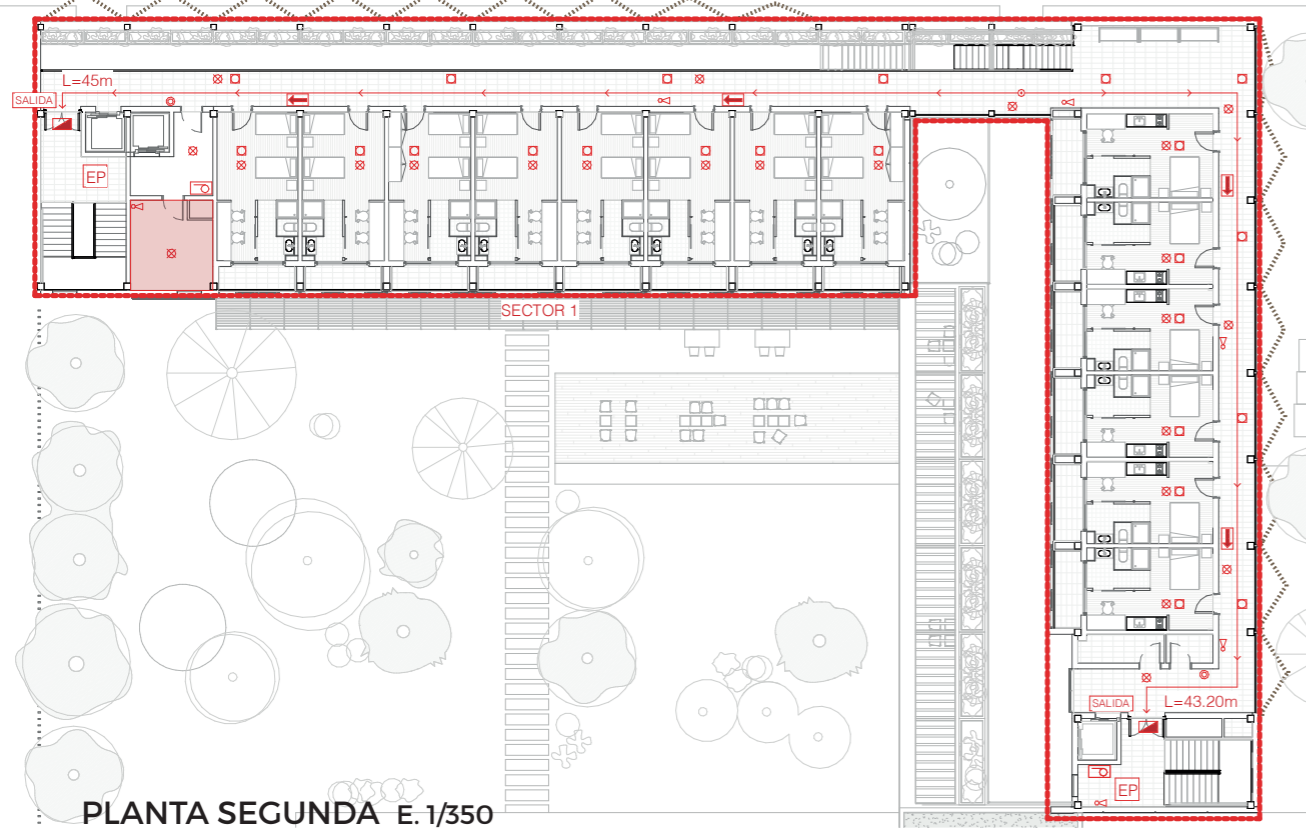 L=45m
SALIDA
EP
SECTOR 1
SALIDA
L=43.20m
EP
PLANTA SEGUNDA E. 1/350